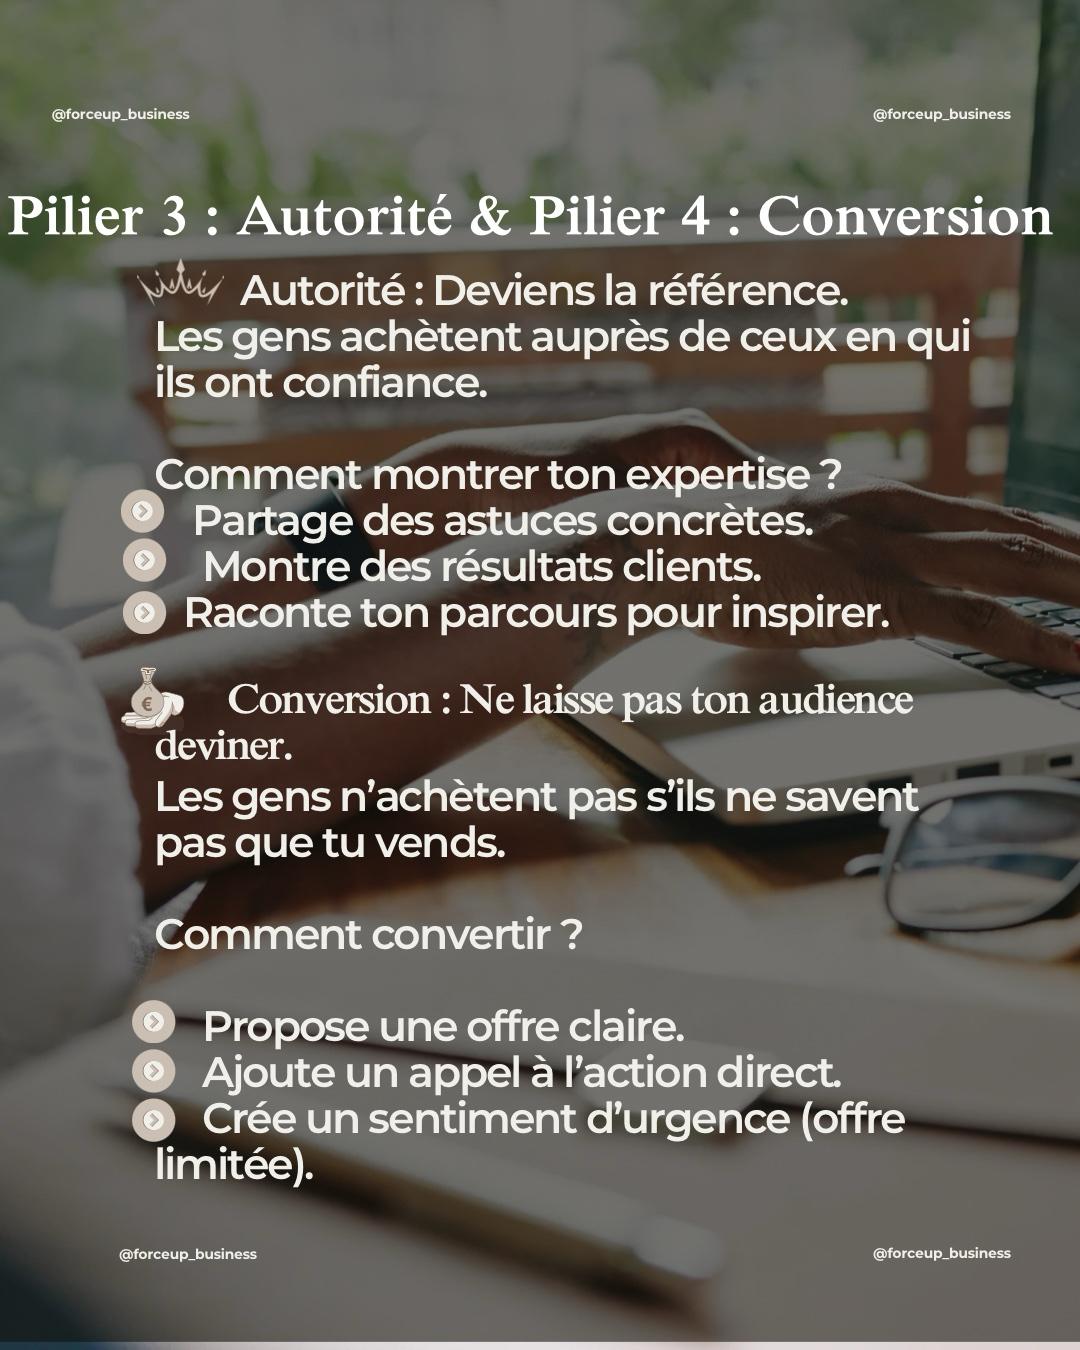 @forceup_business @forceup_business
Pilier 3 : Autorité & Pilier 4 : Conversion
Autorité : Deviens la référence.
Les gens achètent auprès de ceux en qui
ils ont confiance.
Comment montrer ton expertise ?
Partage des astuces concrètes.
Montre des résultats clients.
Raconte ton parcours pour inspirer.
€
Conversion : Ne laisse pas ton audience
deviner.
Les gens n’achètent pas s’ils ne savent
pas que tu vends.
Comment convertir ?
Propose une offre claire.
Ajoute un appel à l’action direct.
Crée un sentiment d’urgence (offre
limitée).
@forceup_business @forceup_business